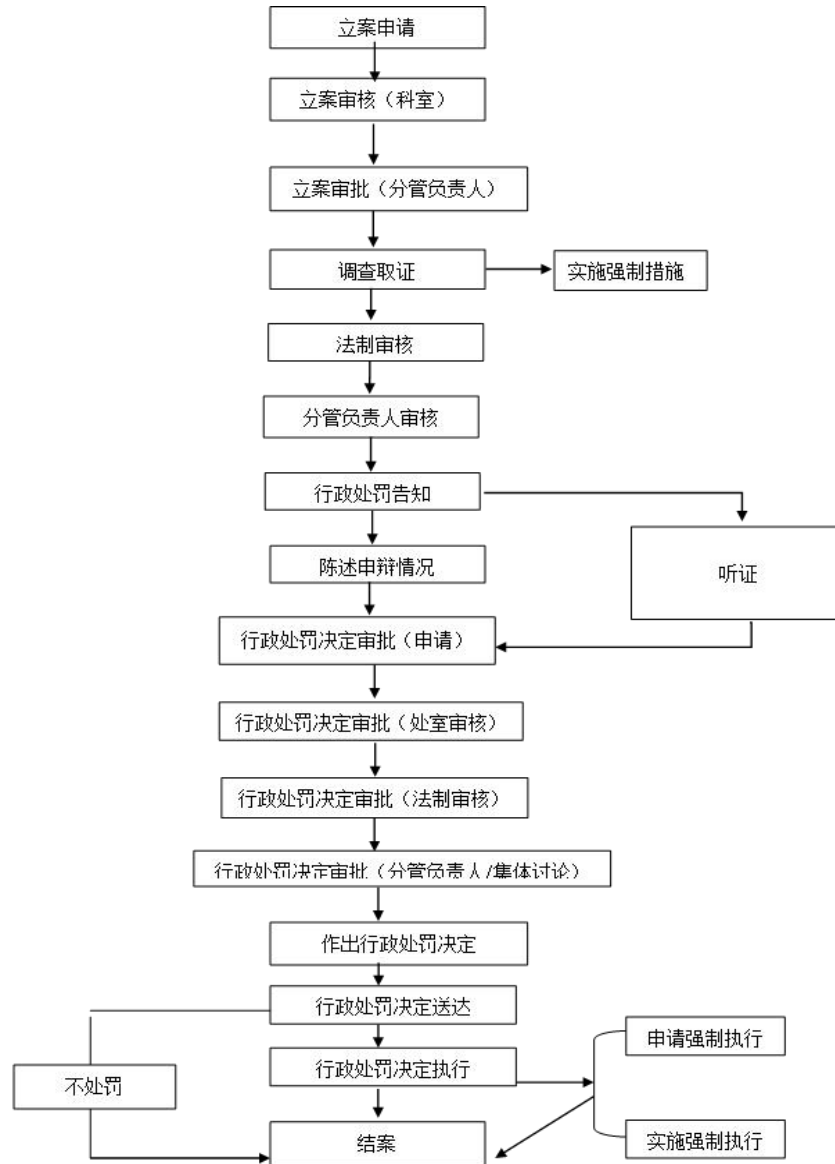 立案申请
立案审核（科室）
立案审批（分管负责人）
调查取证
实施强制措施
法制审核
分管负责人审核
行政处罚告知
陈述申辩情况
听证
行政处罚决定审批（申请）
行政处罚决定审批（处室审核）
行政处罚决定审批（法制审核）
行政处罚决定审批（分管负责人/集体讨论）
作出行政处罚决定
行政处罚决定送达
申请强制执行
行政处罚决定执行
不处罚
结案
实施强制执行